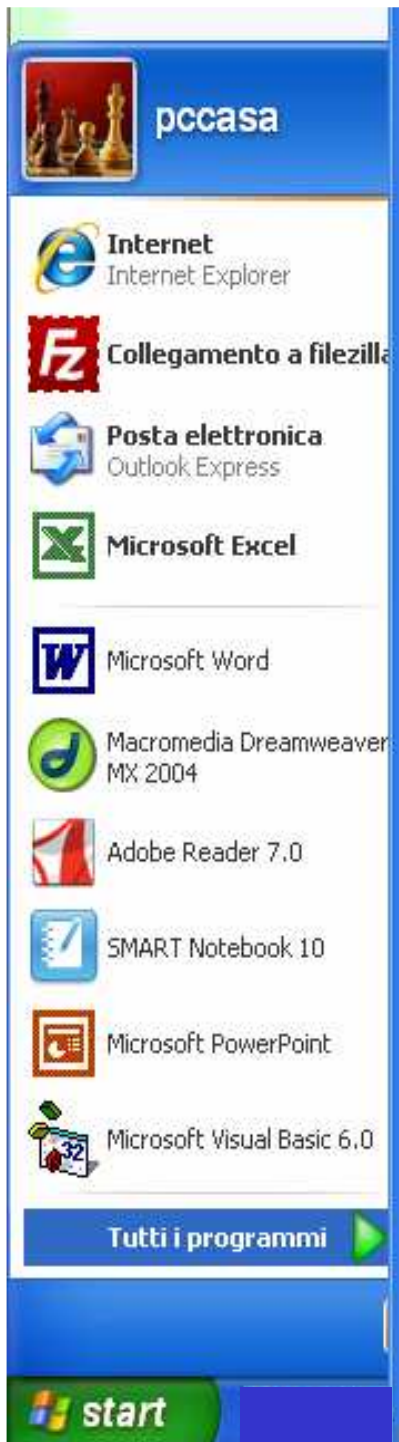 pccasa
Internet
Internet Explorer
Collegamento a filezilla
Posta elettronica
Outlook Express
Microsoft Excel
Microsoft Word
Macromedia Dreamweaver
MX 2004
Adobe Reader 7.0
SMART Notebook 10
Microsoft PowerPoint
32
Microsoft Visual Basic 6.0
Tutti i programmi
start